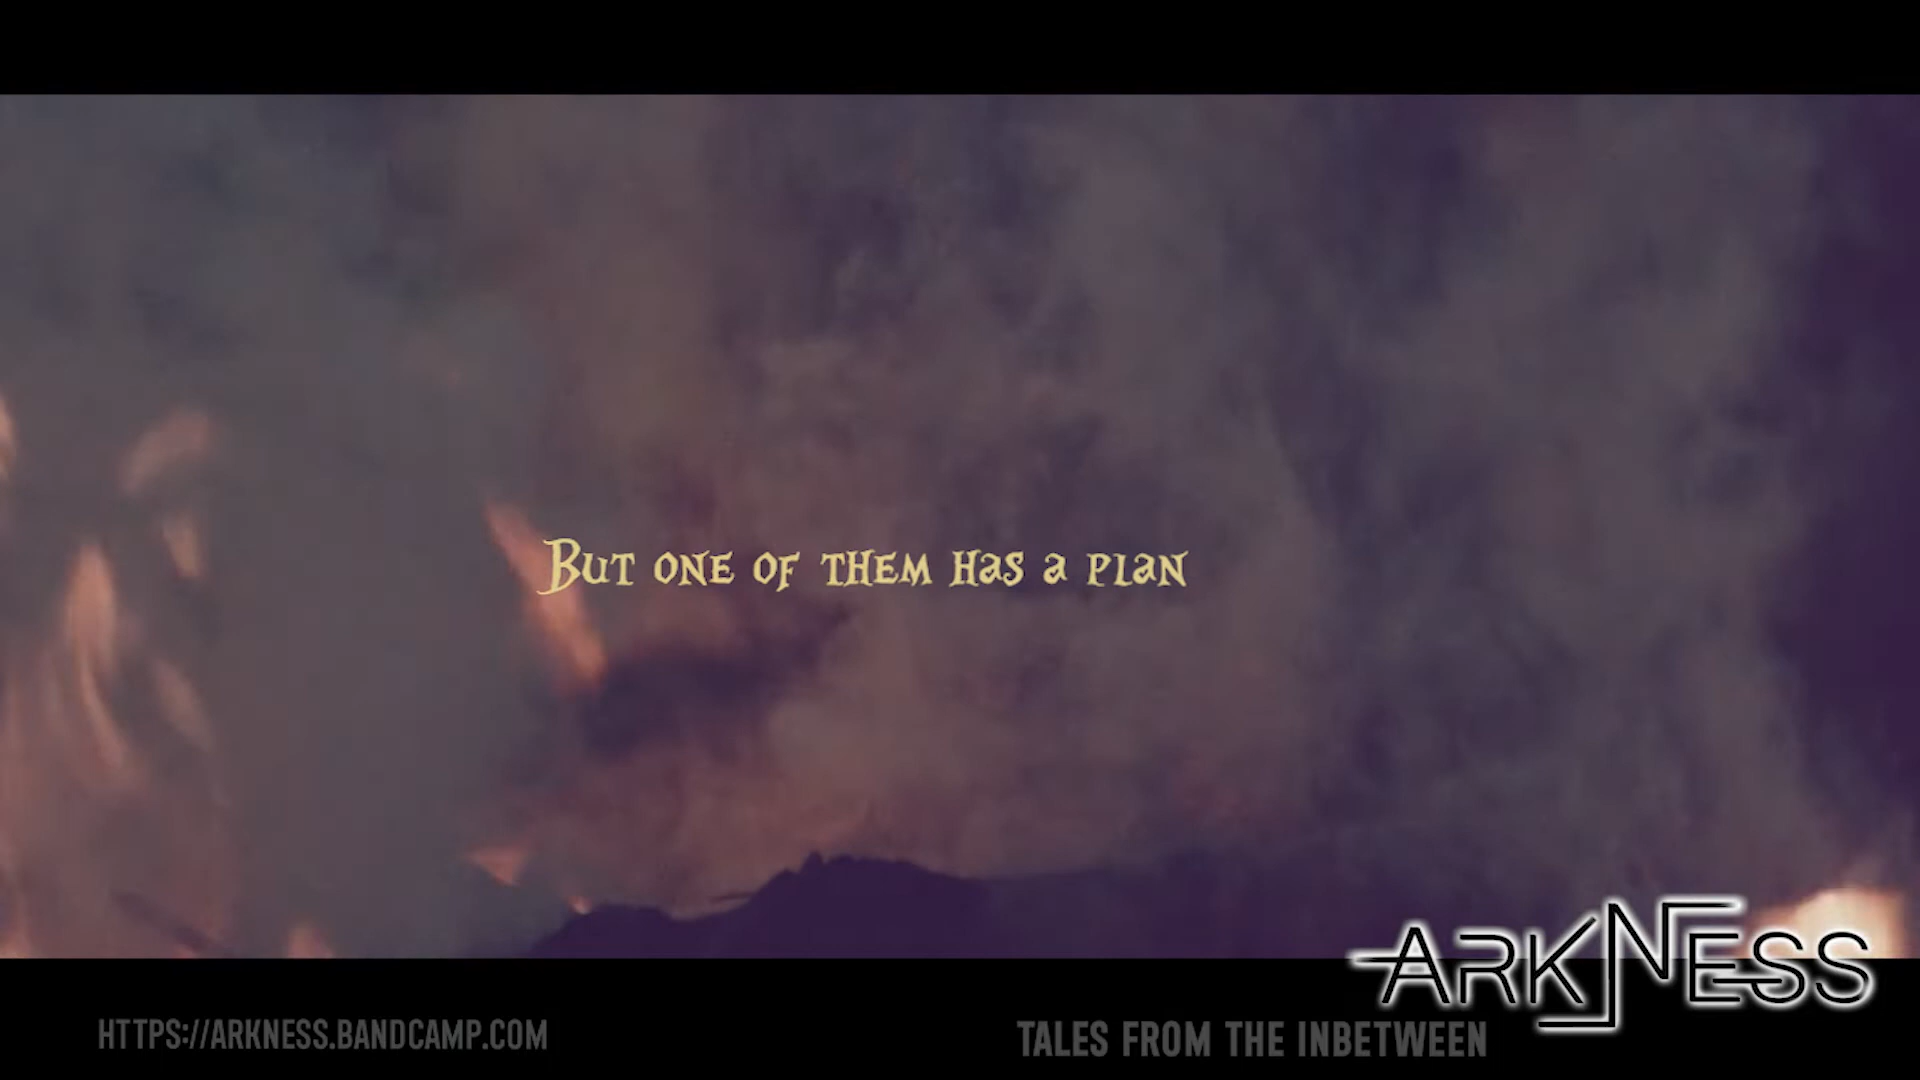 But one of them has a plan
ARKNESS
HTTPS://ARKNESS.BANDCAMP.COM
TALES FROM THE INBETWEEN